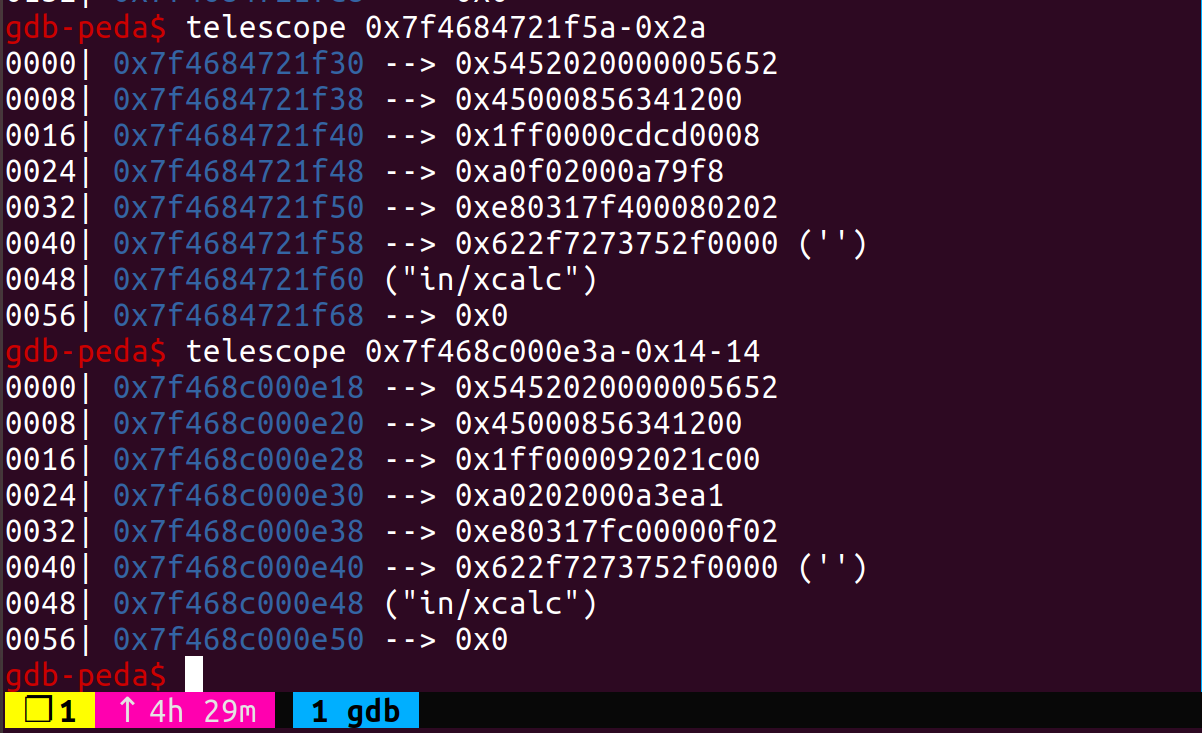 gdb-peda$ telescope 0x7f4684721f5a-0x2a
0000| 0x7f4684721f30 --> 0x5452020000005652
0008| 0x7f4684721f38 --> 0x45000856341200
0016| 0x7f4684721f40 --> 0x1ff0000cdcd0008
0024| 0x7f4684721f48 --> 0xa0f02000a79f8
0032| 0x7f4684721f50 --> 0xe80317f400080202
0040| 0x7f4684721f58 --> 0x622f7273752f0000 ('')
0048| 0x7f4684721f60 ("in/xcalc")
0056| 0x7f4684721f68 --> 0x0
gdb-peda$ telescope 0x7f468c000e3a-0x14-14
0000| 0x7f468c000e18 --> 0x5452020000005652
0008| 0x7f468c000e20 --> 0x45000856341200
0016| 0x7f468c000e28 --> 0x1ff000092021c00
0024| 0x7f468c000e30 --> 0xa0202000a3ea1
0032| 0x7f468c000e38 --> 0xe80317fc00000f02
0040| 0x7f468c000e40 --> 0x622f7273752f0000 ('')
0048| 0x7f468c000e48 ("in/xcalc")
0056| 0x7f468c000e50 --> 0x0
gdb-peda$
❐ 1 ↑ 4h 29m 1 gdb